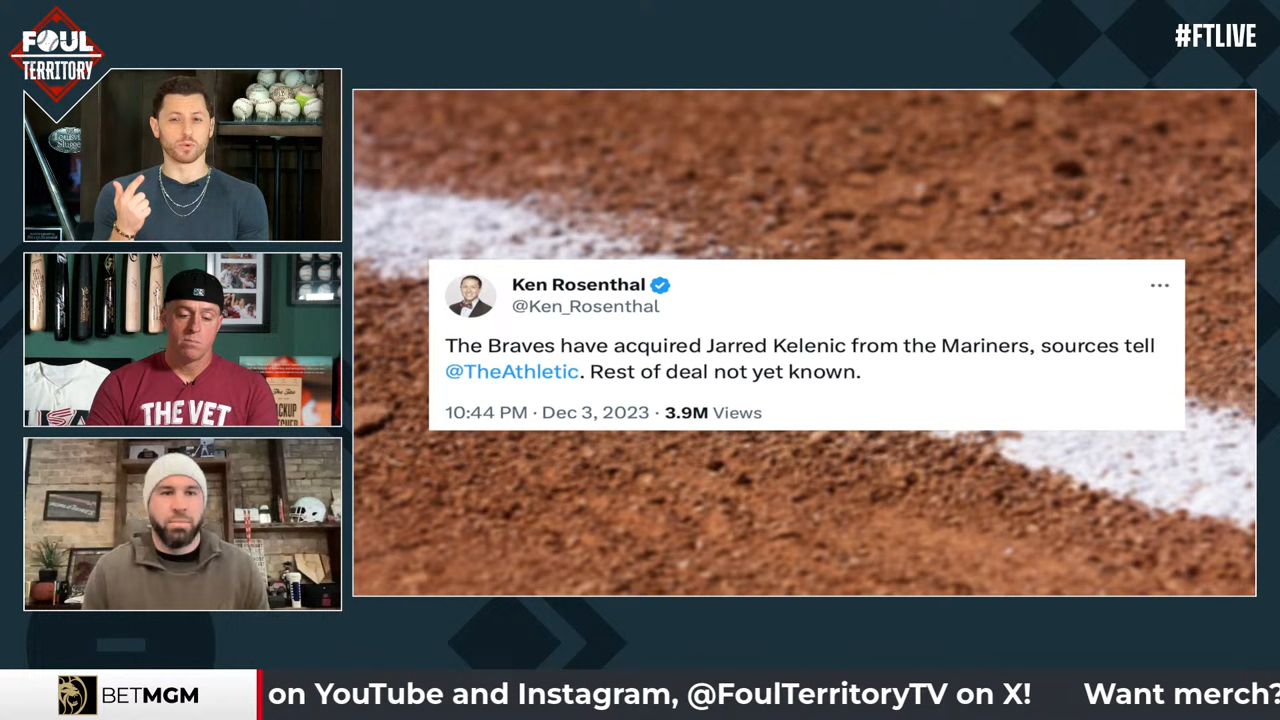 FOUL
TERRITORY
#FTLIVE
Louisville
Slugger
THE VET
Ken Rosenthal
@Ken_Rosenthal
The Braves have acquired Jarred Kelenic from the Mariners, sources tell
@TheAthletic. Rest of deal not yet known.
10:44 PM · Dec 3, 2023 · 3.9M Views
BETMGM
on YouTube and Instagram, @FoulTerritoryTV on X! Want merch?